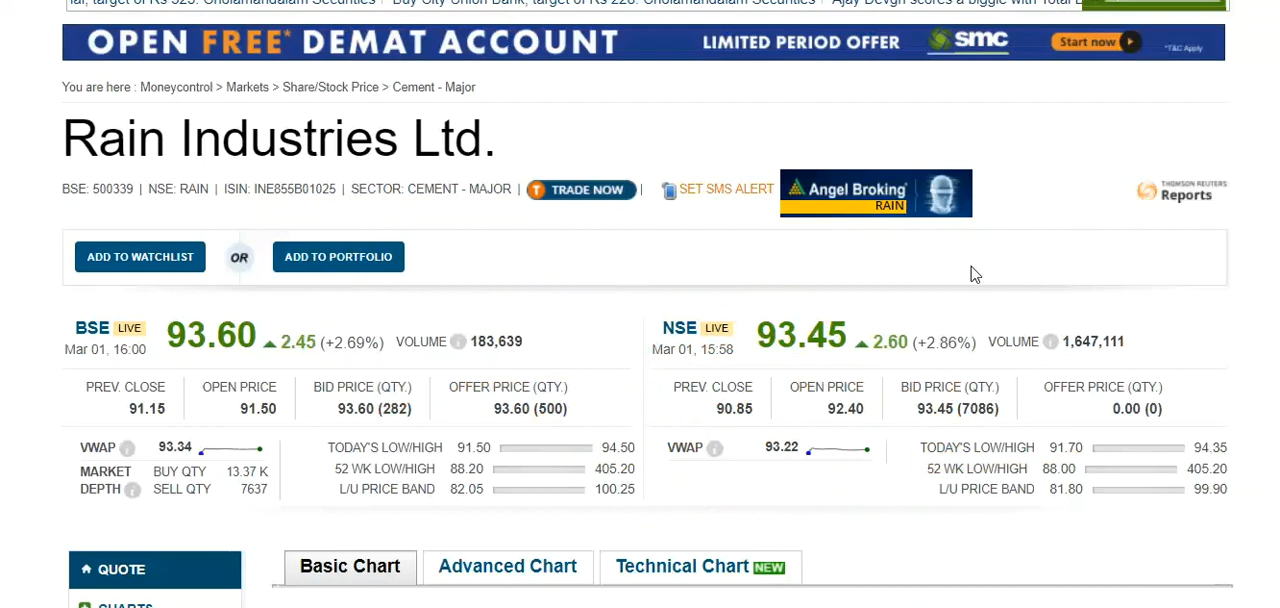 of Rs 525. Cholamandalam Securities | Buy City Union Bank, target of Rs 228. Cholamandalam Securities | Ajay Devgn scores a biggie with Total
OPEN FREE* DEMAT ACCOUNT LIMITED PERIOD OFFER smc Start now *T&C Apply
You are here : Moneycontrol > Markets > Share/Stock Price > Cement - Major
Rain Industries Ltd.
BSE: 500339 | NSE: RAIN | ISIN: INE855B01025 | SECTOR: CEMENT - MAJOR | T TRADE NOW | SET SMS ALERT Angel Broking RAIN THOMSON REUTERS Reports
ADD TO WATCHLIST OR ADD TO PORTFOLIO
BSE LIVE 93.60 2.45 (+2.69%) VOLUME 183,639
Mar 01, 16:00
PREV. CLOSE OPEN PRICE BID PRICE (QTY.) OFFER PRICE (QTY.)
91.15 91.50 93.60 (282) 93.60 (500)
VWAP 93.34 TODAY'S LOW/HIGH 91.50 94.50
MARKET BUY QTY 13.37 K 52 WK LOW/HIGH 88.20 405.20
DEPTH SELL QTY 7637 L/U PRICE BAND 82.05 100.25
NSE LIVE 93.45 2.60 (+2.86%) VOLUME 1,647,111
Mar 01, 15:58
PREV. CLOSE OPEN PRICE BID PRICE (QTY.) OFFER PRICE (QTY.)
90.85 92.40 93.45 (7086) 0.00 (0)
VWAP 93.22 TODAY'S LOW/HIGH 91.70 94.35
52 WK LOW/HIGH 88.00 405.20
L/U PRICE BAND 81.80 99.90
QUOTE
CHARTS
Basic Chart Advanced Chart Technical Chart NEW